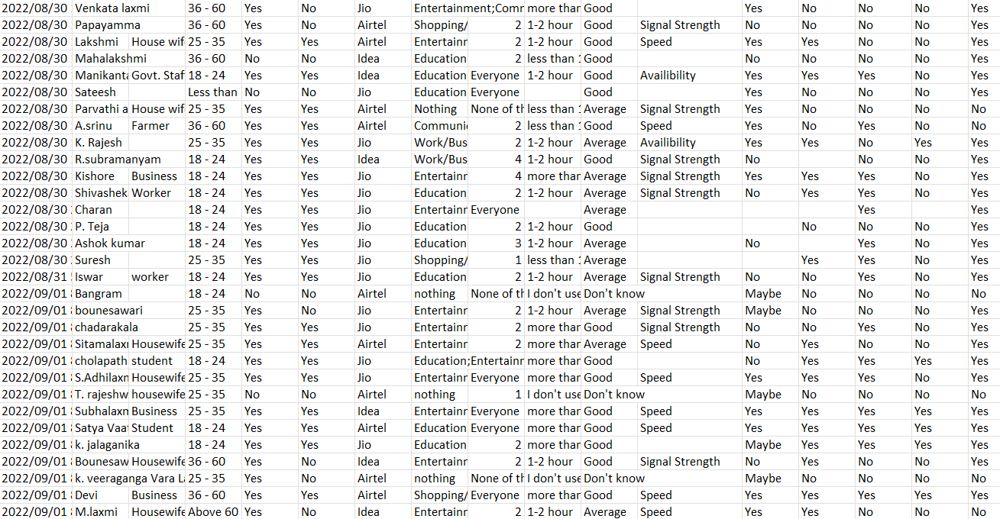 2022/08/30 Venkata laxmi 36 - 60 Yes No Jio Entertainment;Comm more than Good Yes No No No Yes
2022/08/30 Papayamma 36 - 60 Yes No Airtel Shopping/ 2 1-2 hour Good Signal Strength No No No No Yes
2022/08/30 Lakshmi House wif 25 - 35 Yes Yes Airtel Entertainm 2 1-2 hour Good Speed Yes Yes No No Yes
2022/08/30 Mahalakshmi 36 - 60 No No Idea Education 2 less than 1 Good No No No No Yes
2022/08/30 Manikanta Govt. Staf 18 - 24 Yes Yes Idea Education Everyone 1-2 hour Good Availibility Yes Yes Yes No Yes
2022/08/30 Sateesh Less than No No Jio Education Everyone Good Yes No No No Yes
2022/08/30 Parvathi a House wif 25 - 35 Yes Yes Airtel Nothing None of th less than 1 Average Signal Strength Yes No No No No
2022/08/30 A.srinu Farmer 36 - 60 Yes Yes Airtel Communic 2 less than 1 Good Speed Yes No Yes No Yes
2022/08/30 K. Rajesh 25 - 35 Yes Yes Jio Work/Bus 2 1-2 hour Average Availibility Yes Yes No Yes Yes
2022/08/30 R.subramanyam 18 - 24 Yes Yes Idea Work/Bus 4 1-2 hour Good Signal Strength No No No Yes
2022/08/30 Kishore Business 18 - 24 Yes Yes Jio Entertainm 4 more than Average Signal Strength Yes Yes Yes No Yes
2022/08/30 Shivashek Worker 18 - 24 Yes Yes Jio Education 2 1-2 hour Average Signal Strength No Yes Yes No Yes
2022/08/30 Charan 18 - 24 Yes Yes Jio Entertainm Everyone Average Yes Yes
2022/08/30 P. Teja 18 - 24 Yes Yes Jio Education 2 1-2 hour Good No No No Yes
2022/08/30 Ashok kumar 18 - 24 Yes Yes Jio Education 3 1-2 hour Average No Yes No Yes
2022/08/30 Suresh 25 - 35 Yes Yes Jio Shopping/ 1 less than 1 Average Yes Yes No Yes
2022/08/31 Iswar worker 18 - 24 Yes Yes Jio Education 2 1-2 hour Average Signal Strength No No Yes No Yes
2022/09/01 Bangram 18 - 24 No No Airtel nothing None of th I don't use Don't know Maybe No No No No
2022/09/01 bounesawari 25 - 35 Yes No Jio Entertainm 2 1-2 hour Average Signal Strength Maybe No No No Yes
2022/09/01 chadarakala 25 - 35 Yes Yes Jio Entertainm 2 more than Good Signal Strength No No Yes No Yes
2022/09/01 Sitamalaxm Housewife 25 - 35 Yes Yes Airtel Entertainm 2 more than Average Speed No Yes No No Yes
2022/09/01 cholapath student 18 - 24 Yes Yes Jio Education;Entertainm more than Good No Yes Yes Yes Yes
2022/09/01 S.Adhilaxm Housewife 25 - 35 Yes Yes Jio Entertainm Everyone more than Good Speed Yes Yes Yes No Yes
2022/09/01 T. rajeshw housewife 25 - 35 No No Airtel nothing 1 I don't use Don't know Maybe No No No No
2022/09/01 Subhalaxm Business 25 - 35 Yes Yes Idea Entertainm Everyone more than Good Speed Yes Yes Yes Yes Yes
2022/09/01 Satya Vaat Student 18 - 24 Yes Yes Airtel Education Everyone more than Good Speed Yes Yes Yes Yes Yes
2022/09/01 k. jalaganika 18 - 24 Yes Yes Jio Education 2 more than Good Maybe Yes Yes Yes Yes
2022/09/01 Bounesaw Housewife 36 - 60 Yes No Idea Entertainm 2 1-2 hour Good Signal Strength No Yes No No Yes
2022/09/01 k. veeraganga Vara La 25 - 35 Yes No Airtel nothing None of th I don't use Don't know Maybe No No No No
2022/09/01 Devi Business 36 - 60 Yes Yes Airtel Shopping/ Everyone more than Good Speed Yes Yes Yes Yes Yes
2022/09/01 M.laxmi Housewife Above 60 Yes No Idea Entertainm 2 1-2 hour Average Speed Yes Yes No No No